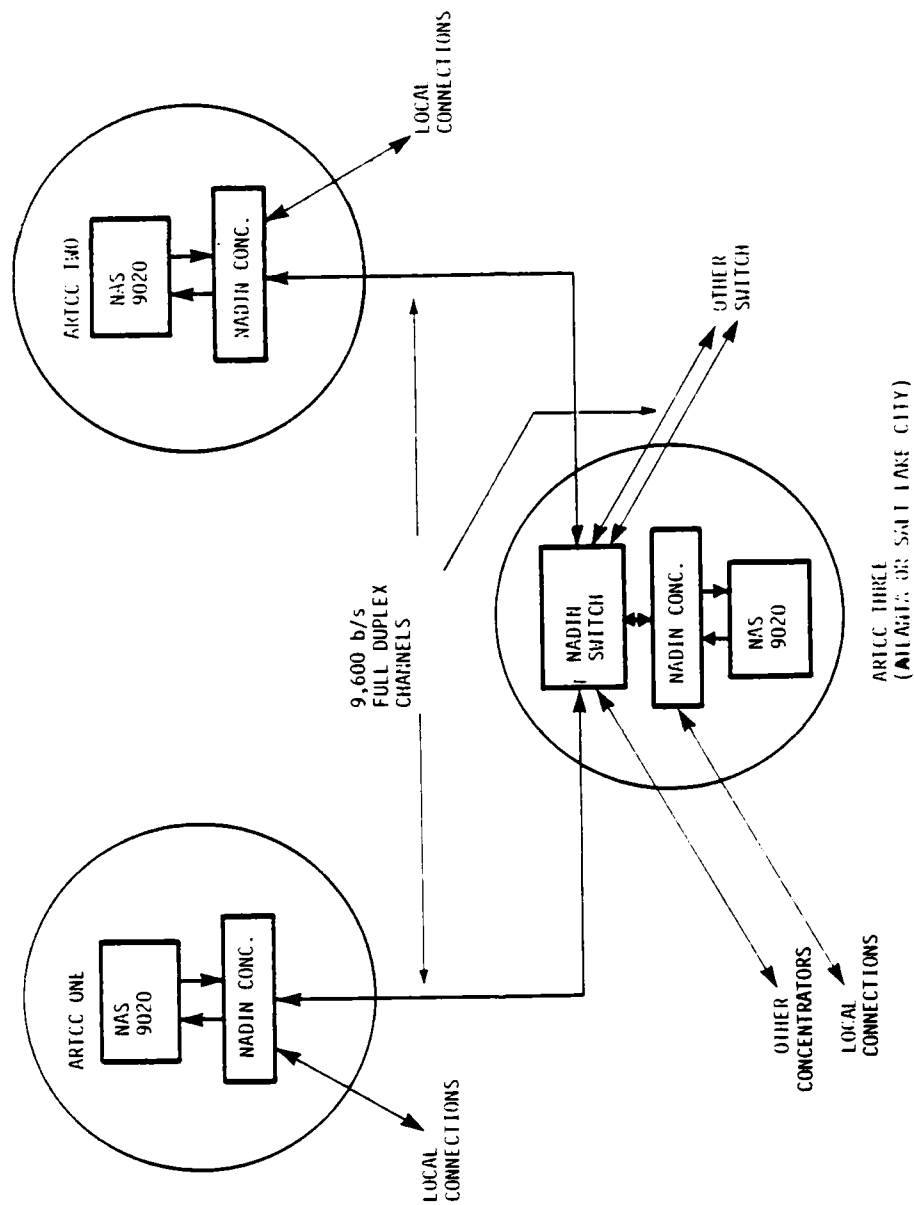 ARTCC ONE
NAS
9020
NADIN CONC.
LOCAL
CONNECTIONS
ARTCC TWO
NAS
9020
NADIN CONC.
LOCAL
CONNECTIONS
9,600 b/s
FULL DUPLEX
CHANNELS
NADIN
SWITCH
NADIN CONC.
NAS
9020
OTHER
SWITCH
OTHER
CONCENTRATORS
LOCAL
CONNECTIONS
ARTCC THREE
(ATLANTA OR SALT LAKE CITY)